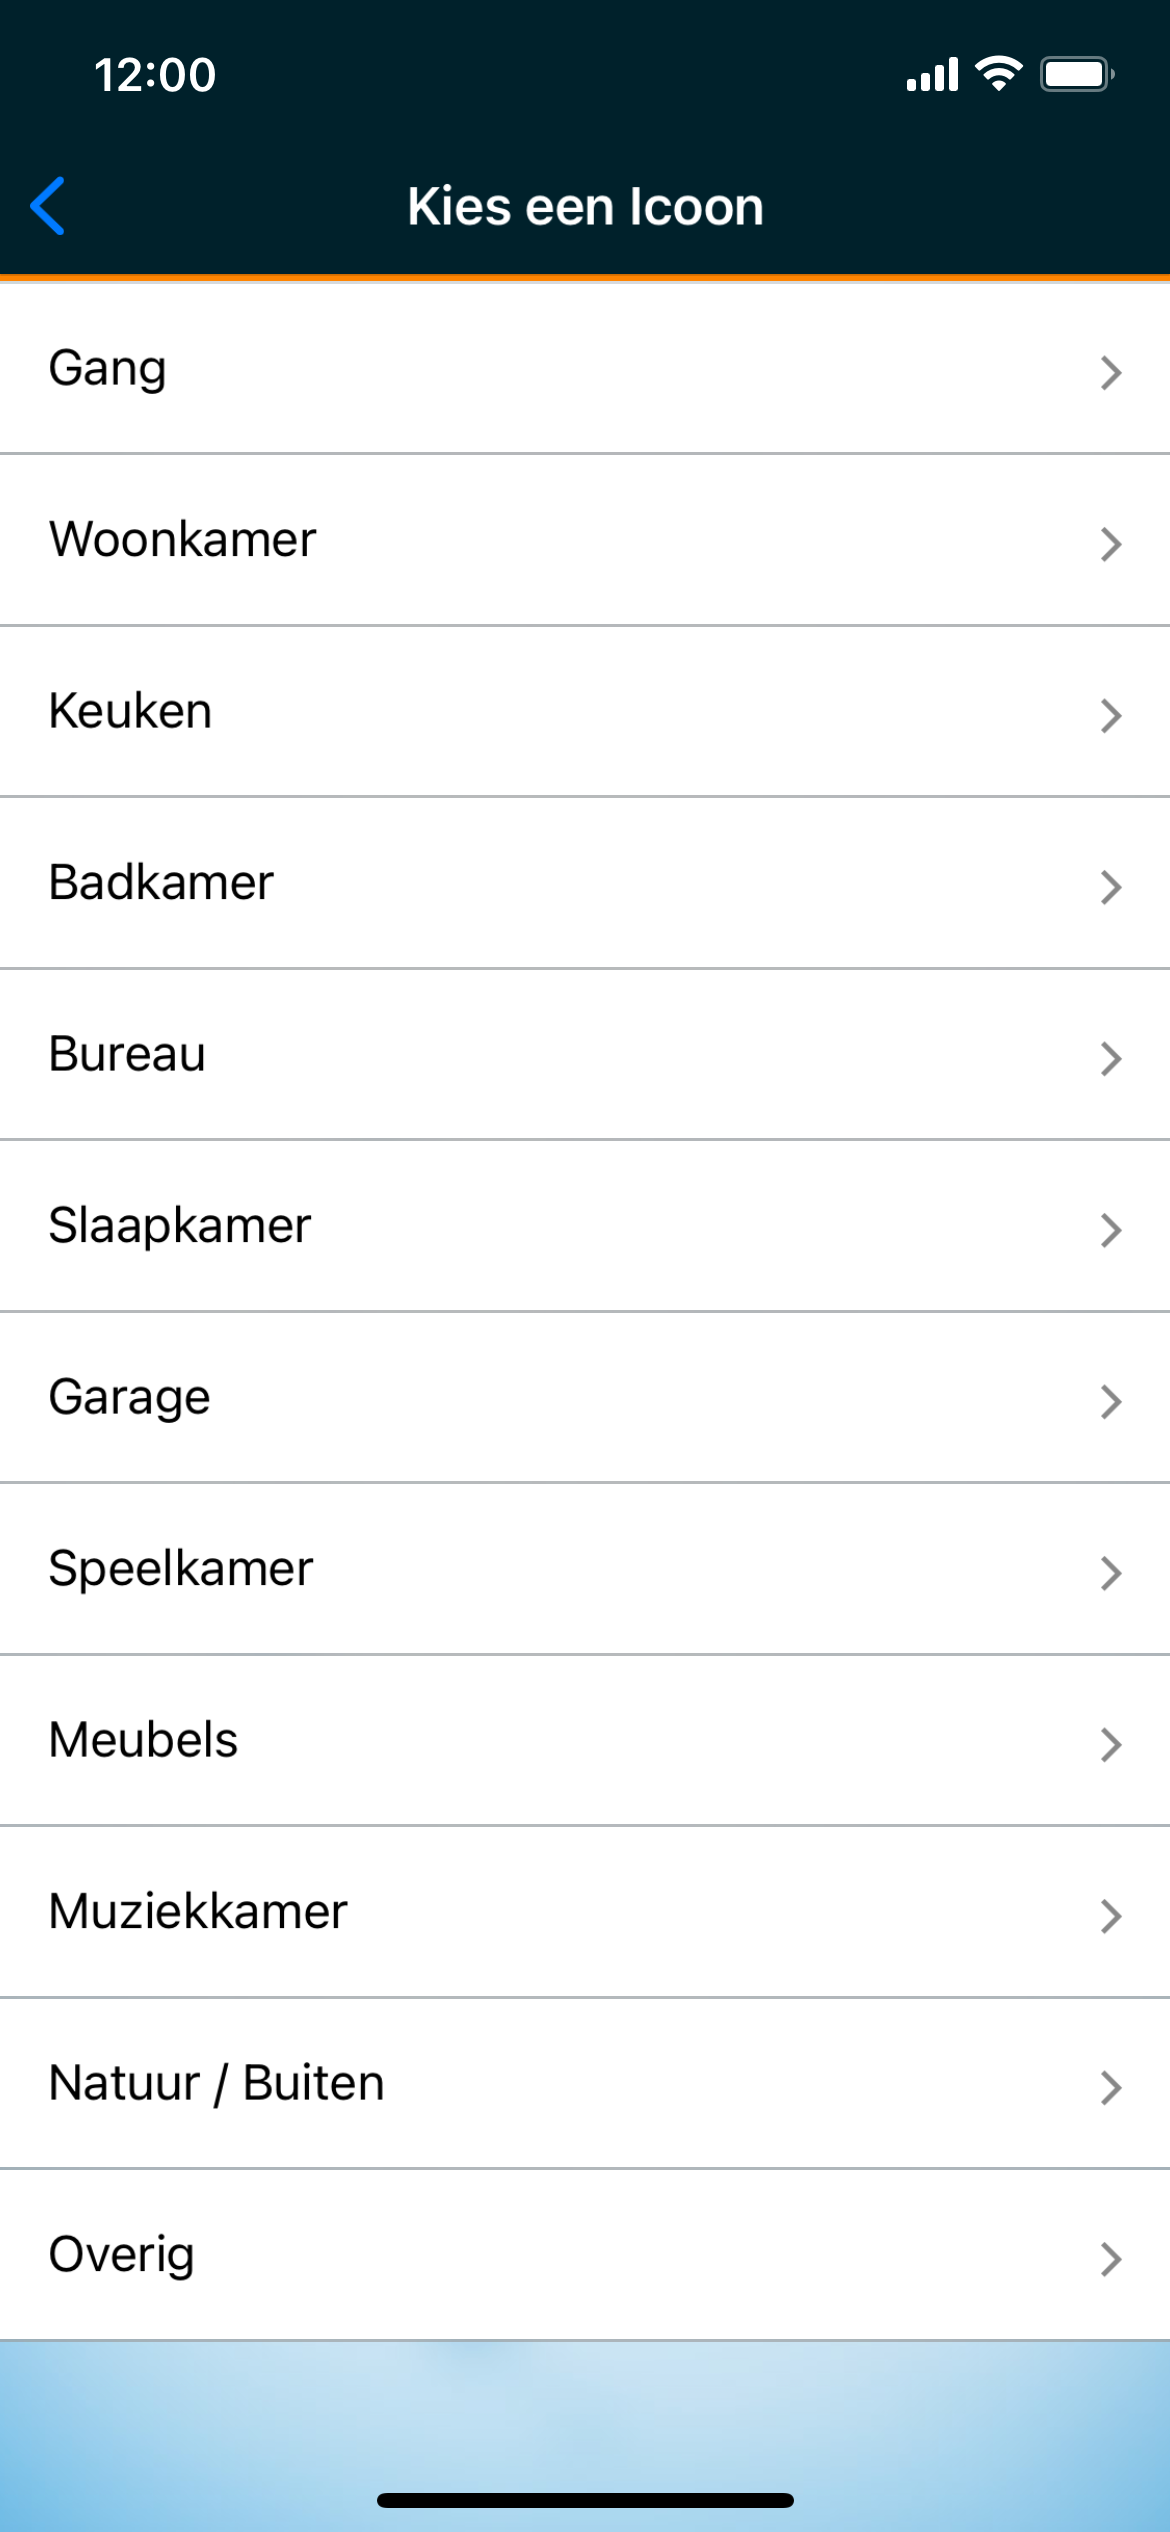 12:00
Kies een Icoon
Gang
Woonkamer
Keuken
Badkamer
Bureau
Slaapkamer
Garage
Speelkamer
Meubels
Muziekkamer
Natuur / Buiten
Overig